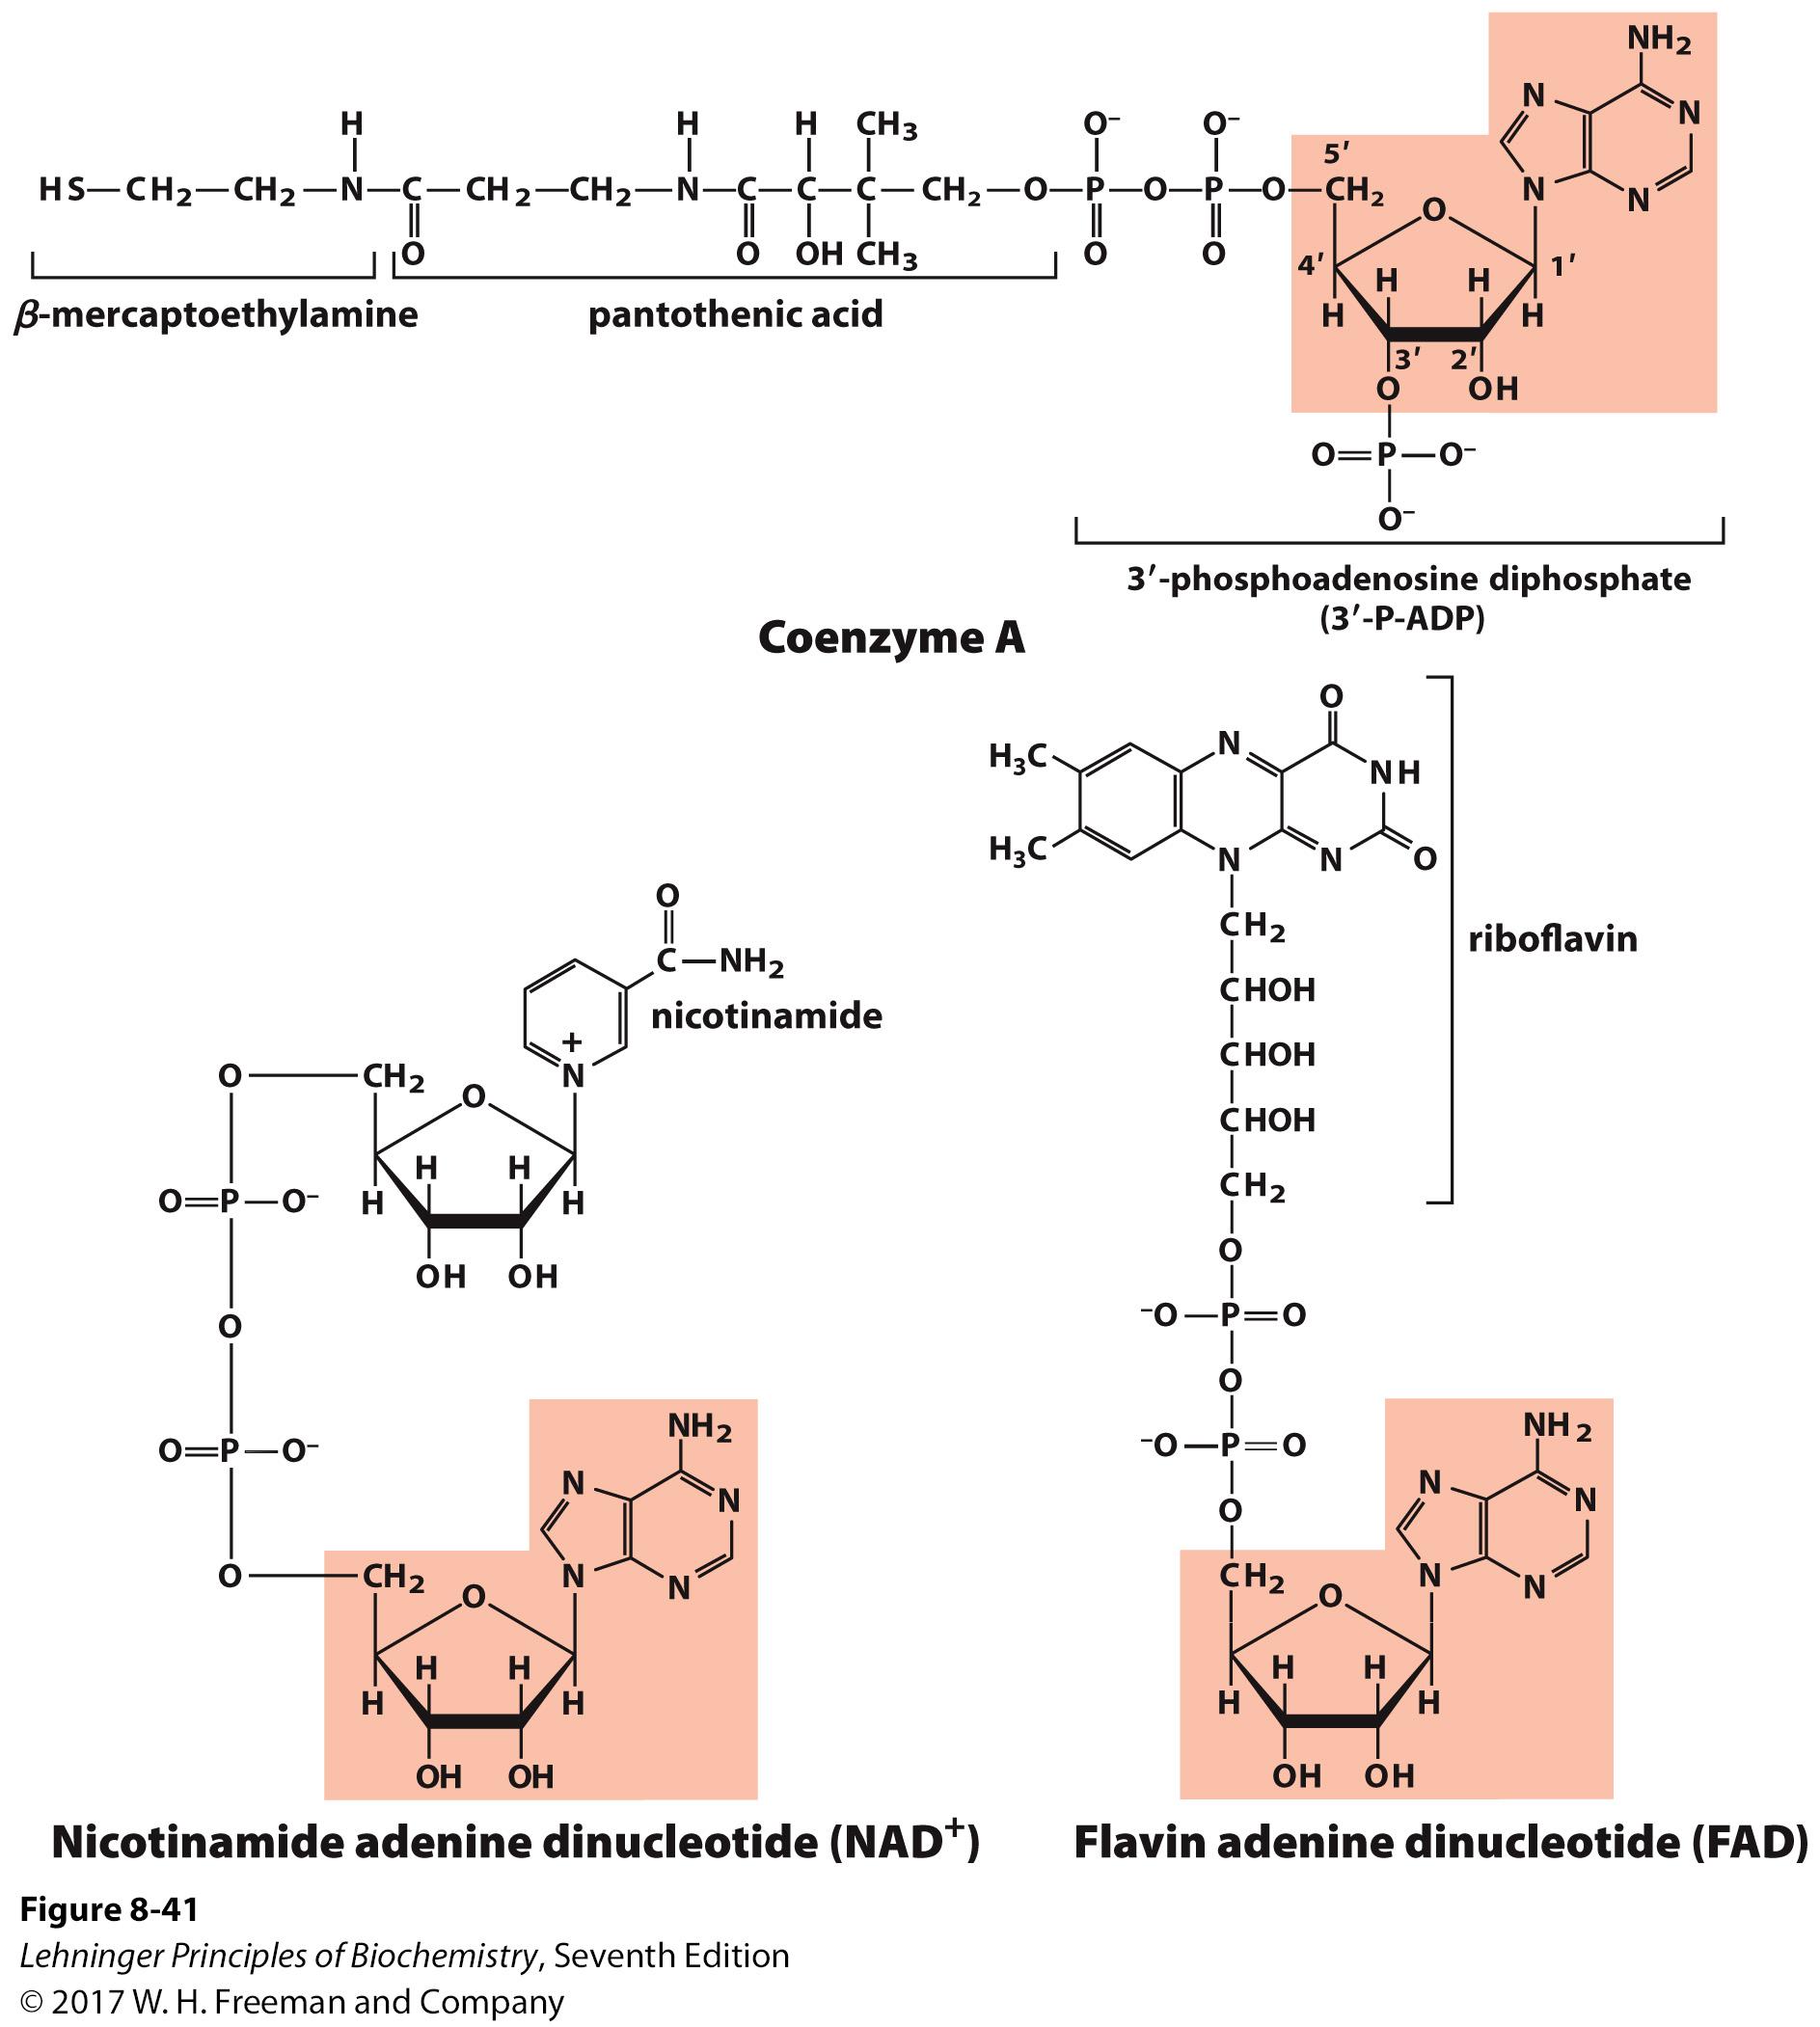 NH₂
N
N
H
H
H
CH₃
O⁻
O⁻
5′
HS—CH₂—CH₂—N—C—CH₂—CH₂—N—C—C—C—CH₂—O—P—O—P—O—CH₂
N
N
O
O
O
OH
CH₃
O
O
4′
H
H
1′
H
H
β-mercaptoethylamine
pantothenic acid
3′
2′
O
OH
O=P—O⁻
O⁻
3′-phosphoadenosine diphosphate
(3′-P-ADP)
Coenzyme A
O
H₃C
N
NH
H₃C
N
N
O
CH₂
riboflavin
CHOH
CHOH
CHOH
CH₂
O
⁻O—P=O
O
⁻O—P=O
O
NH₂
N
N
CH₂
N
N
O
H
H
H
H
OH
OH
O
C—NH₂
nicotinamide
+
O
CH₂
N
O
H
H
O=P—O⁻
H
H
OH
OH
O
O=P—O⁻
NH₂
N
N
O
CH₂
N
N
O
H
H
H
H
OH
OH
Nicotinamide adenine dinucleotide (NAD⁺)
Flavin adenine dinucleotide (FAD)
Figure 8-41
Lehninger Principles of Biochemistry, Seventh Edition
© 2017 W. H. Freeman and Company